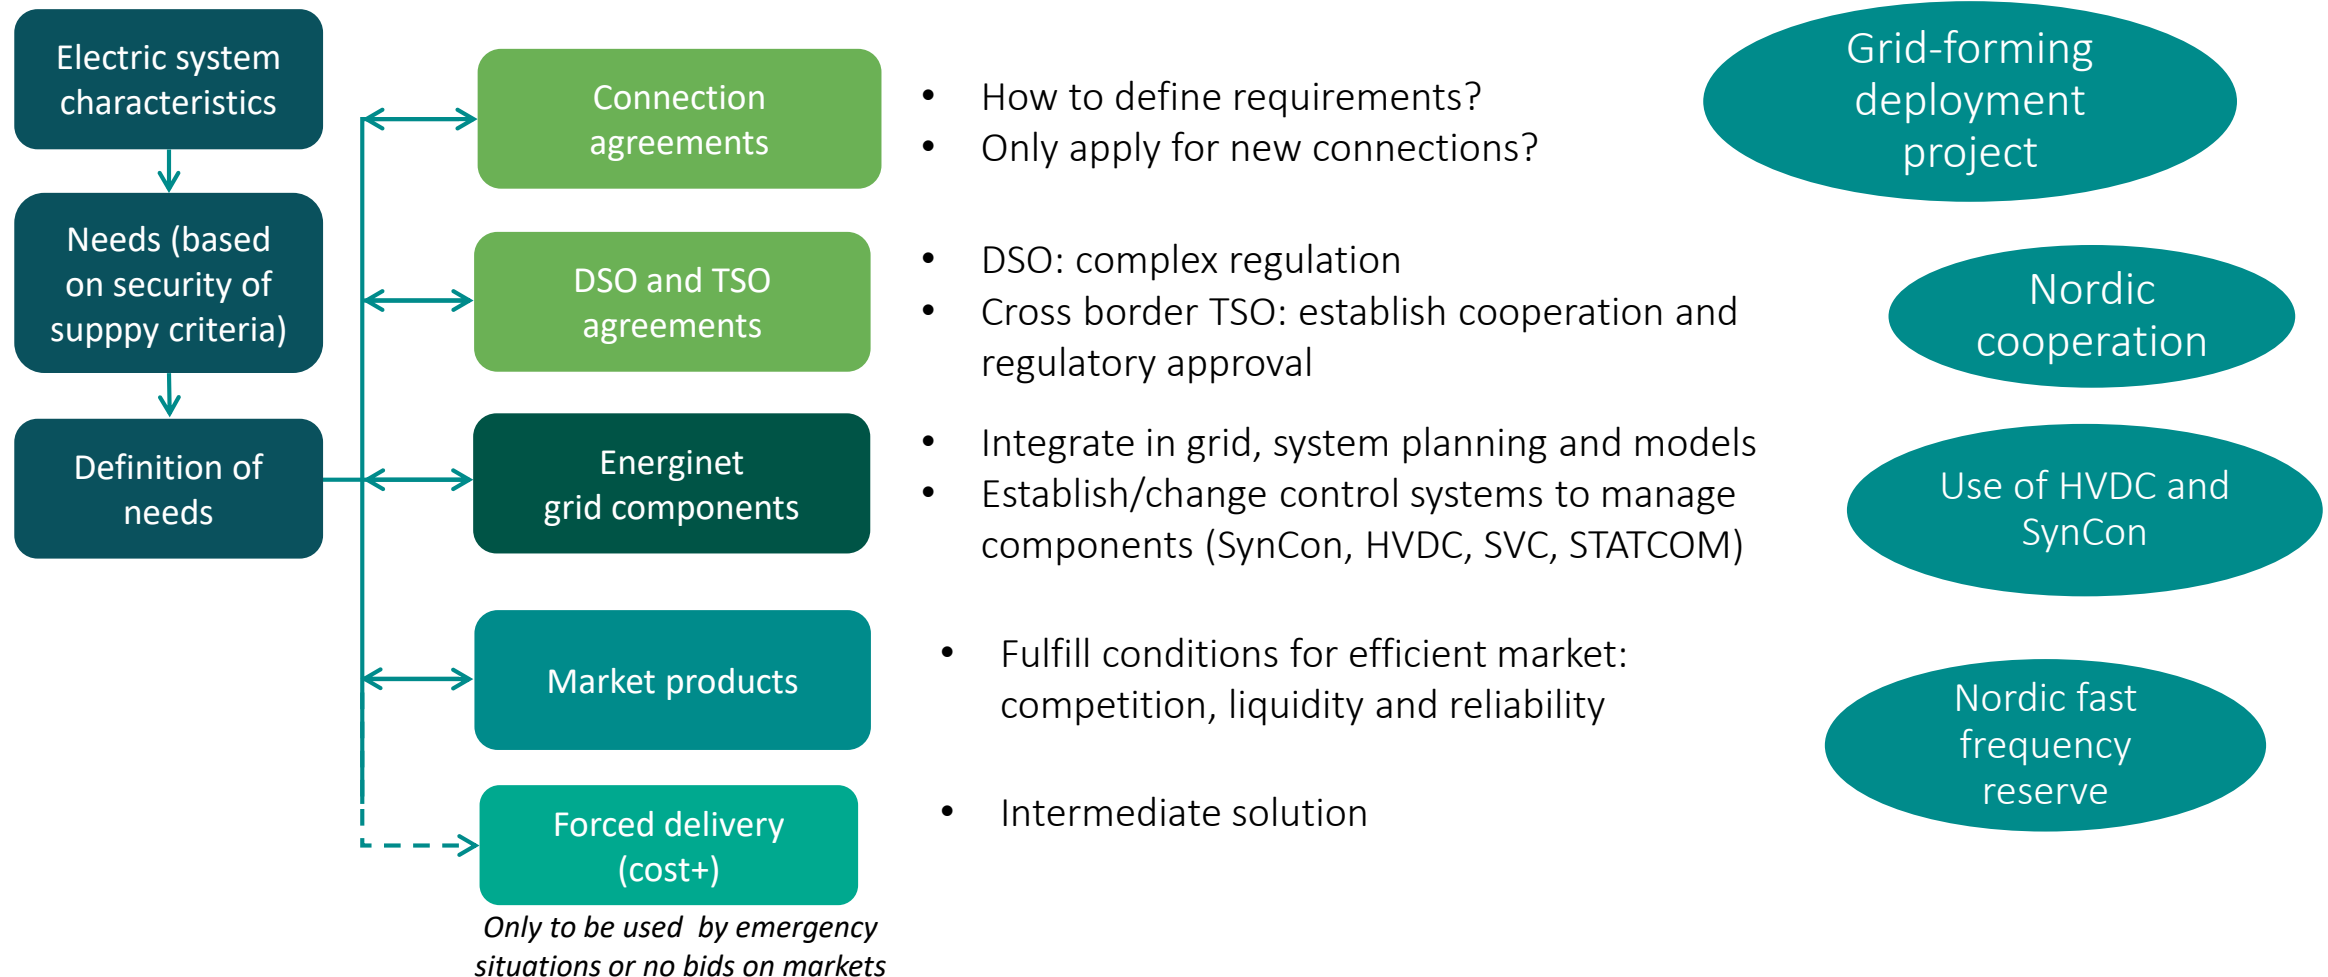 Electric system
characteristics
Needs (based
on security of
supppy criteria)
Definition of
needs
Connection
agreements
• How to define requirements?
• Only apply for new connections?
Grid-forming
deployment
project
DSO and TSO
agreements
• DSO: complex regulation
• Cross border TSO: establish cooperation and
regulatory approval
Nordic
cooperation
Energinet
grid components
• Integrate in grid, system planning and models
• Establish/change control systems to manage
components (SynCon, HVDC, SVC, STATCOM)
Use of HVDC and
SynCon
Market products
• Fulfill conditions for efficient market:
competition, liquidity and reliability
Nordic fast
frequency
reserve
Forced delivery
(cost+)
• Intermediate solution
Only to be used by emergency
situations or no bids on markets